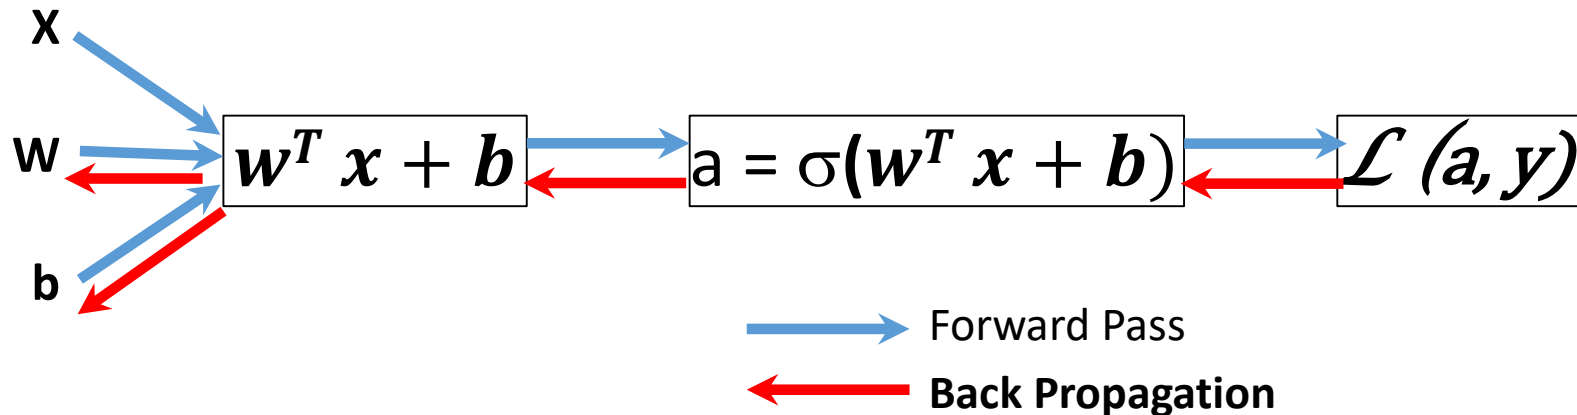 X
W
b
w^T x + b
a = σ(w^T x + b)
ℒ (a, y)
Forward Pass
Back Propagation